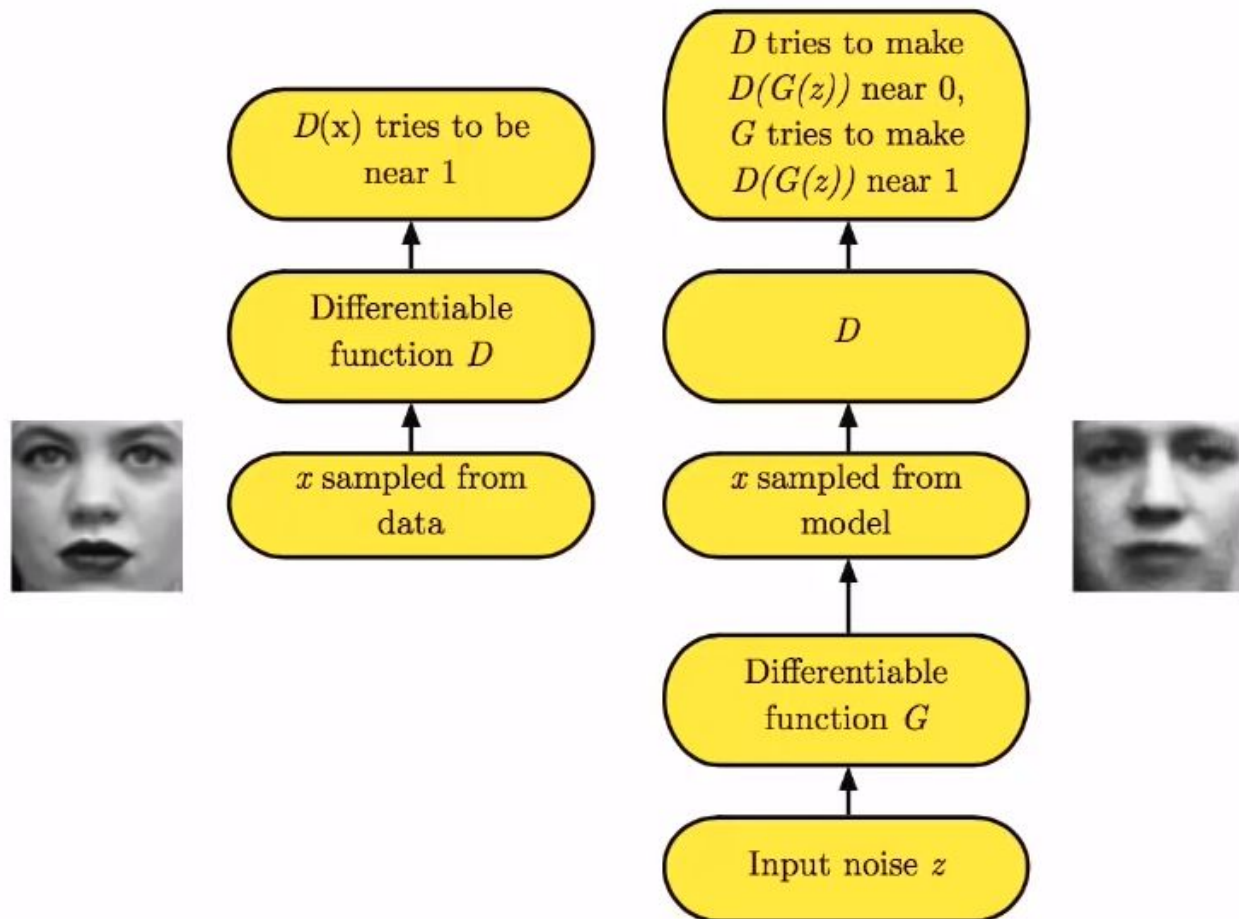 D(x) tries to be
near 1
Differentiable
function D
x sampled from
data
D tries to make
D(G(z)) near 0,
G tries to make
D(G(z)) near 1
D
x sampled from
model
Differentiable
function G
Input noise z